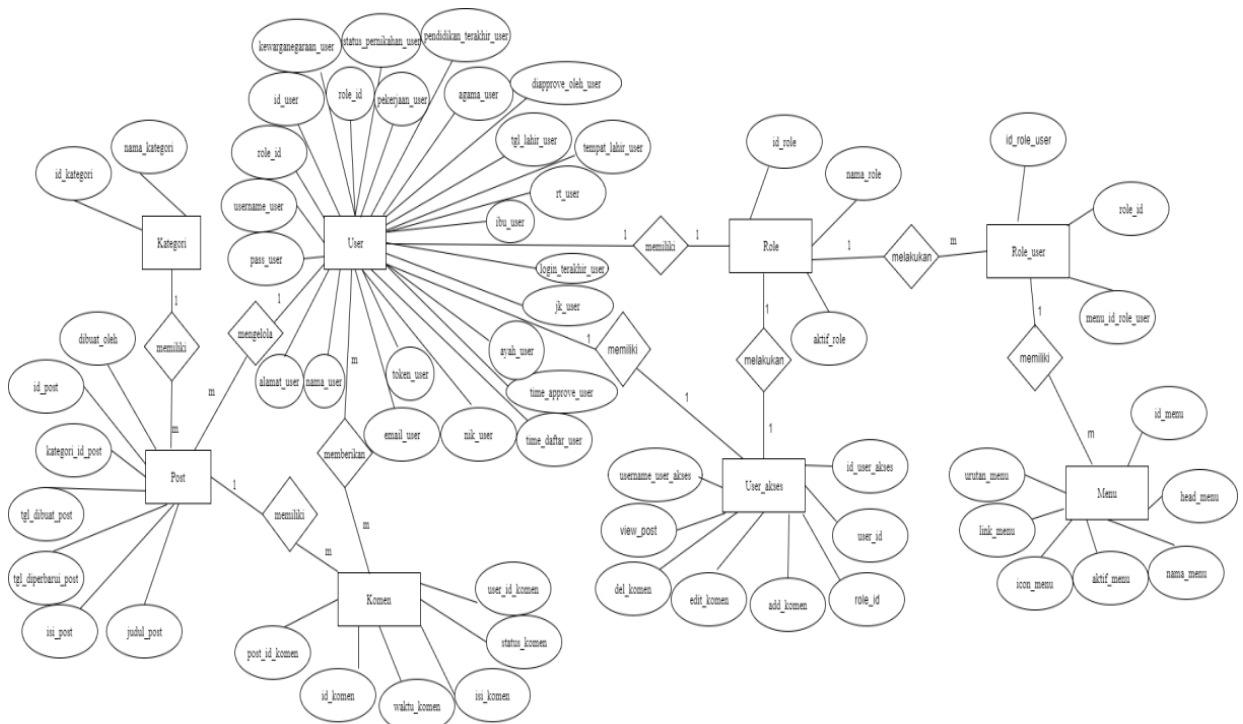 kewarganegaraan_user
status_pernikahan_user
pendidikan_terakhir_user
id_user
role_id
pekerjaan_user
agama_user
diapprove_oleh_user
nama_kategori
id_kategori
role_id
tgl_lahir_user
tempat_lahir_user
id_role
id_role_user
username_user
rt_user
nama_role
role_id
Kategori
User
ibu_user
1
memiliki
1
Role
1
melakukan
m
Role_user
pass_user
login_terakhir_user
jk_user
menu_id_role_user
1
1
mengelola
1
1
1
aktif_role
dibuat_oleh
memiliki
m
ayah_user
memiliki
melakukan
memiliki
id_post
m
alamat_user
nama_user
token_user
time_approve_user
1
id_menu
kategori_id_post
m
memberikan
email_user
nik_user
time_daftar_user
1
m
Post
1
username_user_akses
User_akses
id_user_akses
urutan_menu
Menu
head_menu
tgl_dibuat_post
memiliki
m
view_post
user_id
link_menu
tgl_diperbarui_post
m
del_komen
edit_komen
add_komen
role_id
icon_menu
aktif_menu
nama_menu
isi_post
judul_post
Komen
user_id_komen
status_komen
post_id_komen
id_komen
waktu_komen
isi_komen